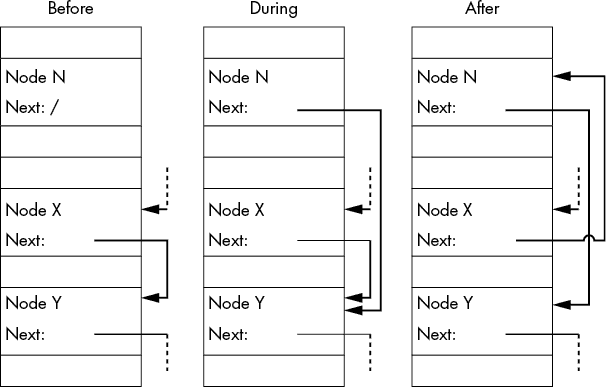 Before
During
After
Node N
Next: /
Node X
Next:
Node Y
Next:
Node N
Next:
Node X
Next:
Node Y
Next:
Node N
Next:
Node X
Next:
Node Y
Next: